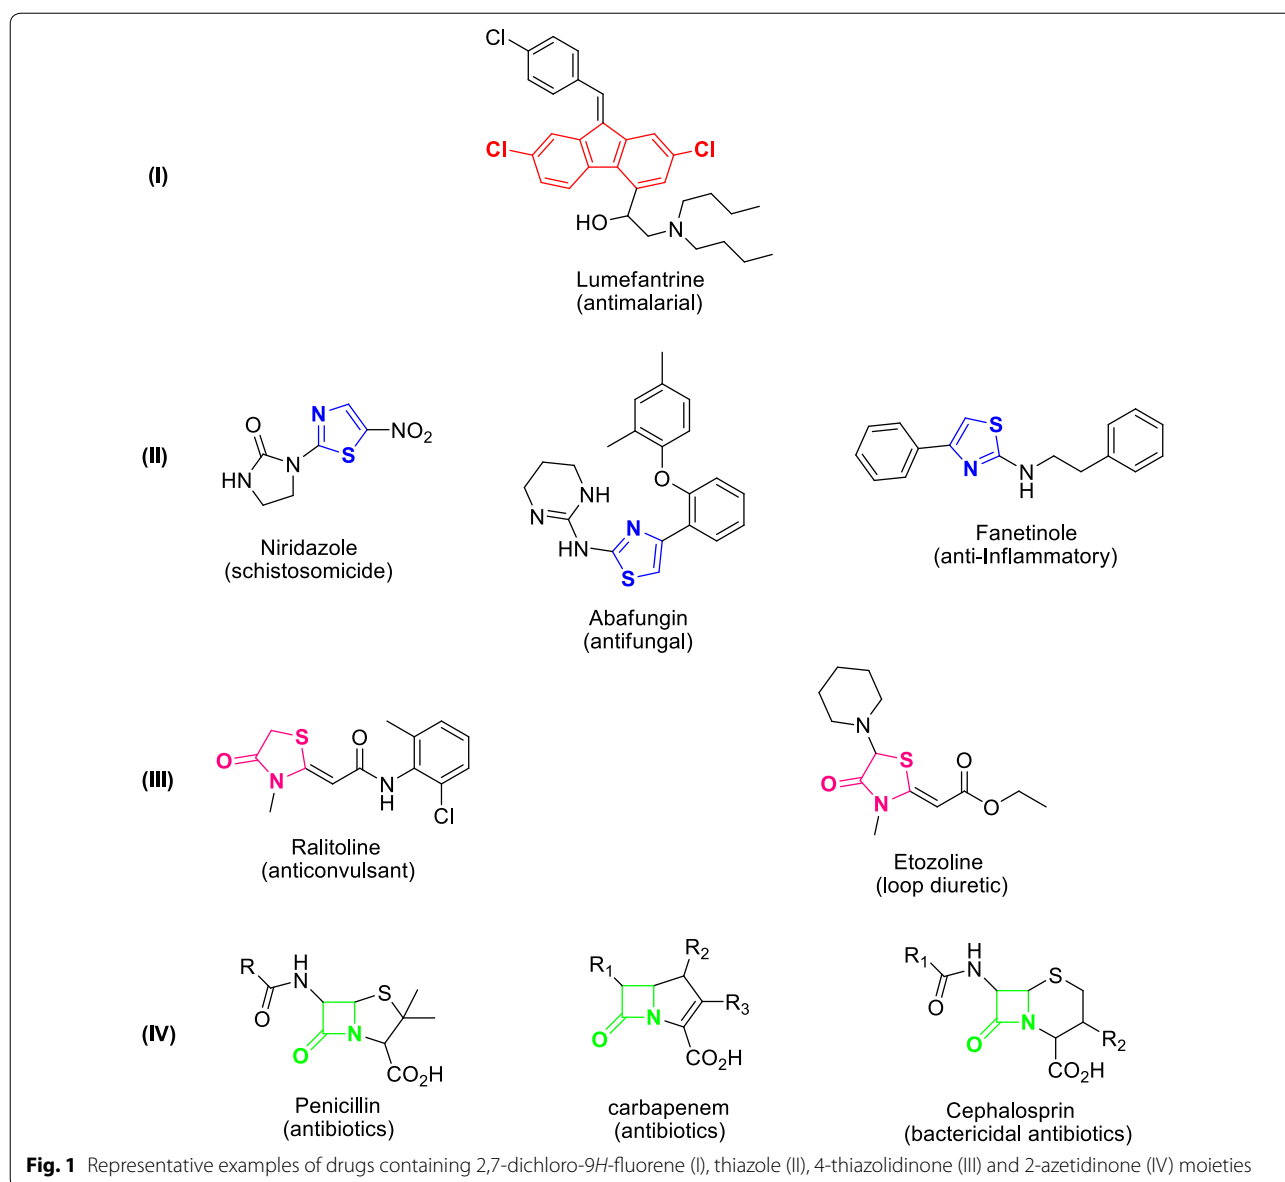 Cl
Cl
Cl
(I)
HO
N
Lumefantrine
(antimalarial)
(II)
O
N
HN
N
S
NO2
Niridazole
(schistosomicide)
O
NH
N
HN
N
S
Abafungin
(antifungal)
S
N
N
H
Fanetinole
(anti-Inflammatory)
(III)
O
S
N
O
N
H
Cl
Ralitoline
(anticonvulsant)
N
S
O
N
O
O
Etozoline
(loop diuretic)
(IV)
R
H
N
O
S
N
O
CO2H
Penicillin
(antibiotics)
R1
R2
R3
N
O
CO2H
carbapenem
(antibiotics)
R1
H
N
O
S
N
O
R2
CO2H
Cephalosprin
(bactericidal antibiotics)
Fig. 1 Representative examples of drugs containing 2,7-dichloro-9H-fluorene (I), thiazole (II), 4-thiazolidinone (III) and 2-azetidinone (IV) moieties